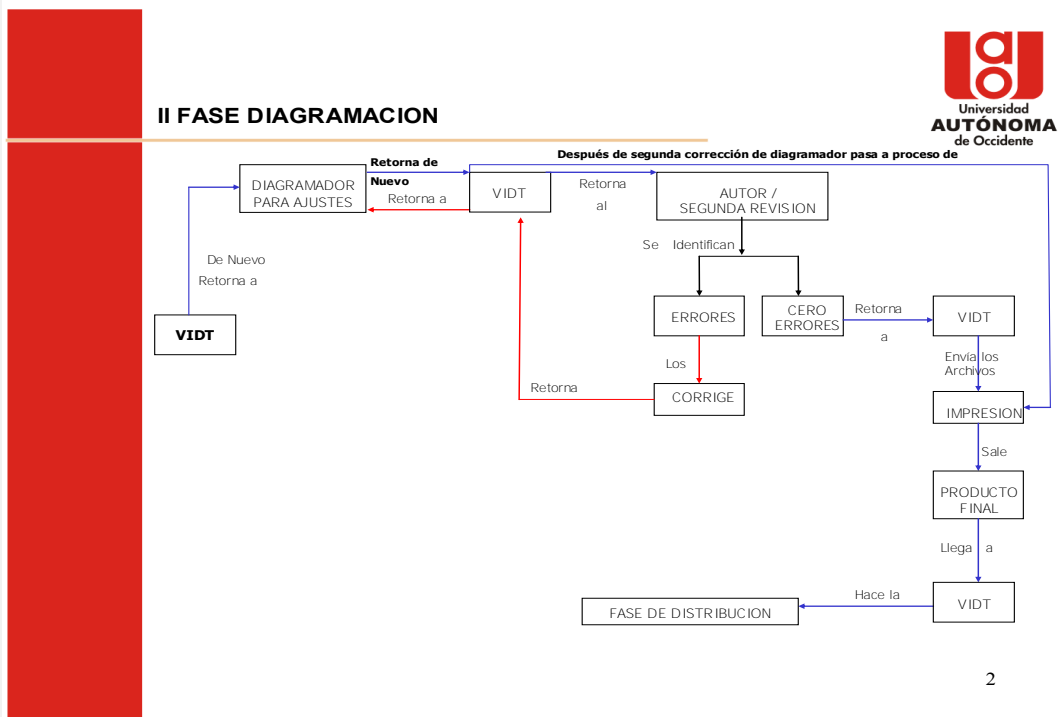 Universidad
AUTÓNOMA
de Occidente
II FASE DIAGRAMACION
Después de segunda corrección de diagramador pasa a proceso de
Retorna de
Nuevo
DIAGRAMADOR
PARA AJUSTES
Retorna a
VIDT
Retorna
al
AUTOR /
SEGUNDA REVISION
Se Identifican
De Nuevo
Retorna a
VIDT
ERRORES
CERO
ERRORES
Retorna
a
VIDT
Los
Envía los
Archivos
Retorna
CORRIGE
IMPRESION
Sale
PRODUCTO
FINAL
Llega a
VIDT
Hace la
FASE DE DISTRIBUCION
2